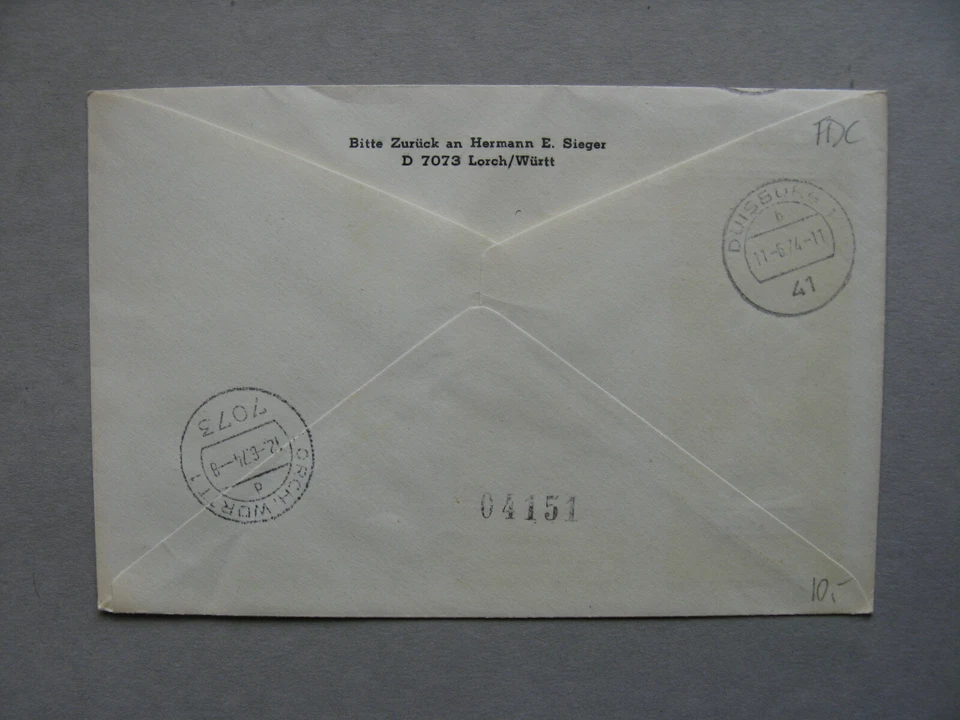 Bitte Zurück an Hermann E. Sieger
D 7073 Lorch/Württ
FDC
DUISBURG 1
b
11-6.74-11
41
7073
12.-6.74.--8
d
LORCH, WÜRTT 1
04151
10,-